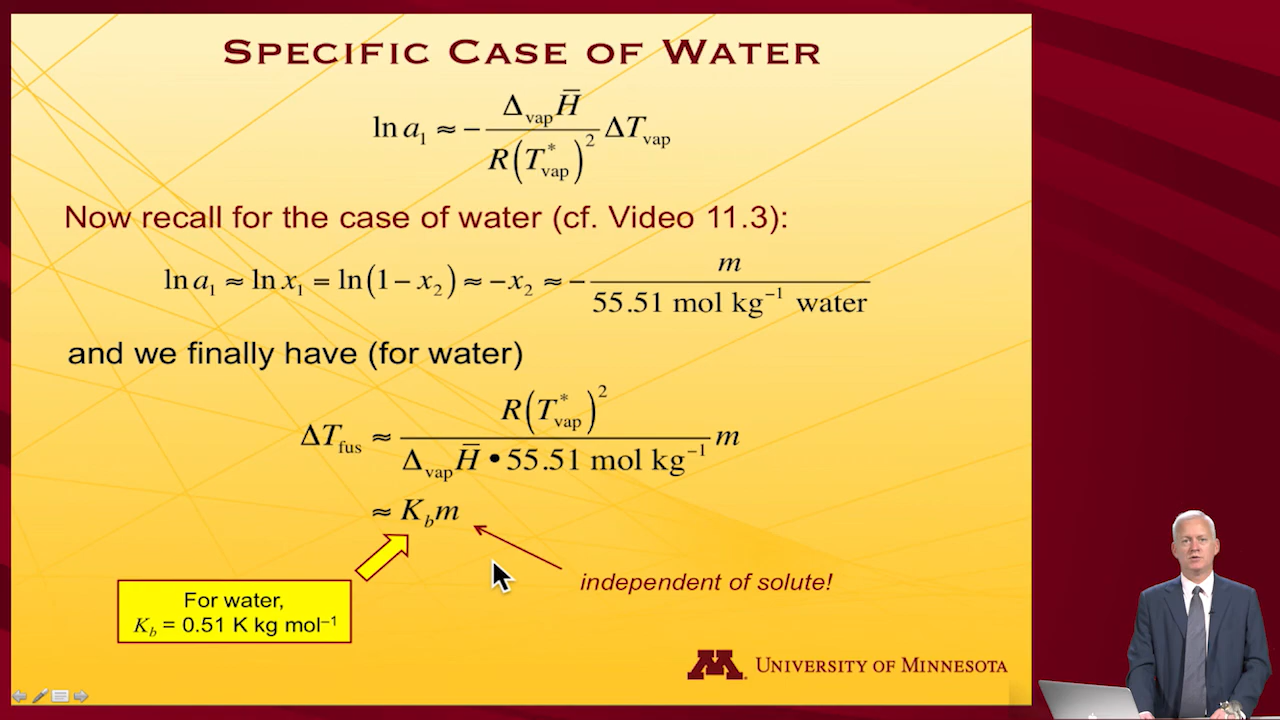 SPECIFIC CASE OF WATER
ln a₁ ≈ − Δ_vap H̅ / R(T*_vap)² ΔT_vap
Now recall for the case of water (cf. Video 11.3):
ln a₁ ≈ ln x₁ = ln(1 − x₂) ≈ −x₂ ≈ − m / 55.51 mol kg⁻¹ water
and we finally have (for water)
ΔT_fus ≈ R(T*_vap)² / Δ_vap H̅ • 55.51 mol kg⁻¹ m
≈ K_b m
independent of solute!
For water,
K_b = 0.51 K kg mol⁻¹
M
UNIVERSITY OF MINNESOTA